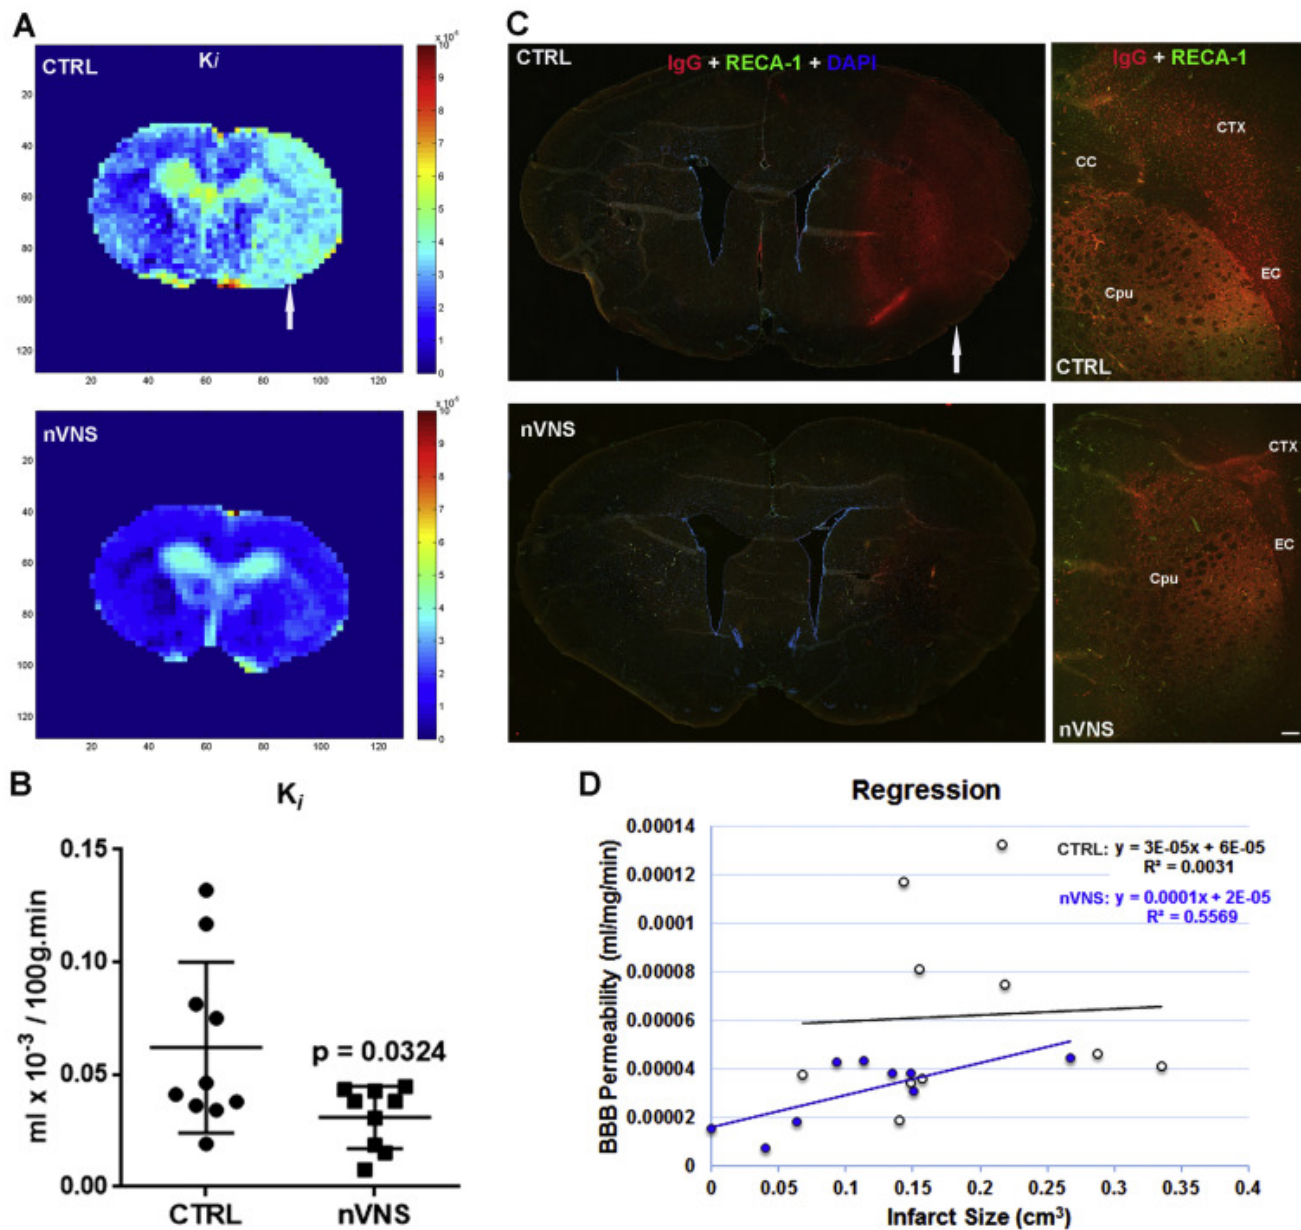 A
K𝑖
CTRL
x 10⁻⁵
10
9
8
7
6
5
4
3
2
1
0
20
40
60
80
100
120
20 40 60 80 100 120
nVNS
10
9
8
7
6
5
4
3
2
1
0
20
40
60
80
100
120
20 40 60 80 100 120
C
CTRL
IgG + RECA-1 + DAPI
IgG + RECA-1
CTX
CC
EC
Cpu
CTRL
nVNS
CTX
EC
Cpu
nVNS
B
Ki
ml x 10⁻³ / 100g.min
0.15
0.10
0.05
0.00
p = 0.0324
CTRL nVNS
D
Regression
BBB Permeability (ml/mg/min)
0.00014
0.00012
0.0001
0.00008
0.00006
0.00004
0.00002
0
CTRL: y = 3E-05x + 6E-05
R² = 0.0031
nVNS: y = 0.0001x + 2E-05
R² = 0.5569
0 0.05 0.1 0.15 0.2 0.25 0.3 0.35 0.4
Infarct Size (cm³)